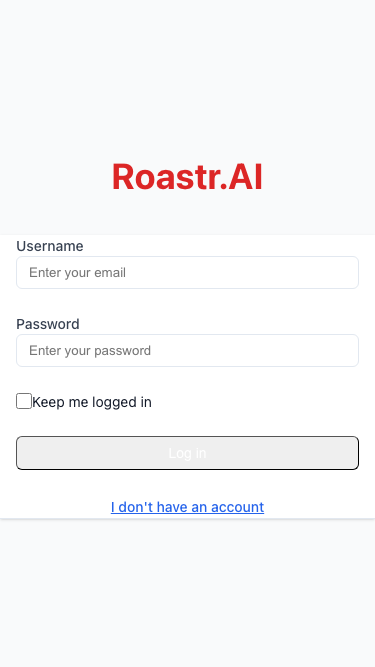 Roastr.AI
Username
Enter your email
Password
Enter your password
Keep me logged in
Log in
I don't have an account